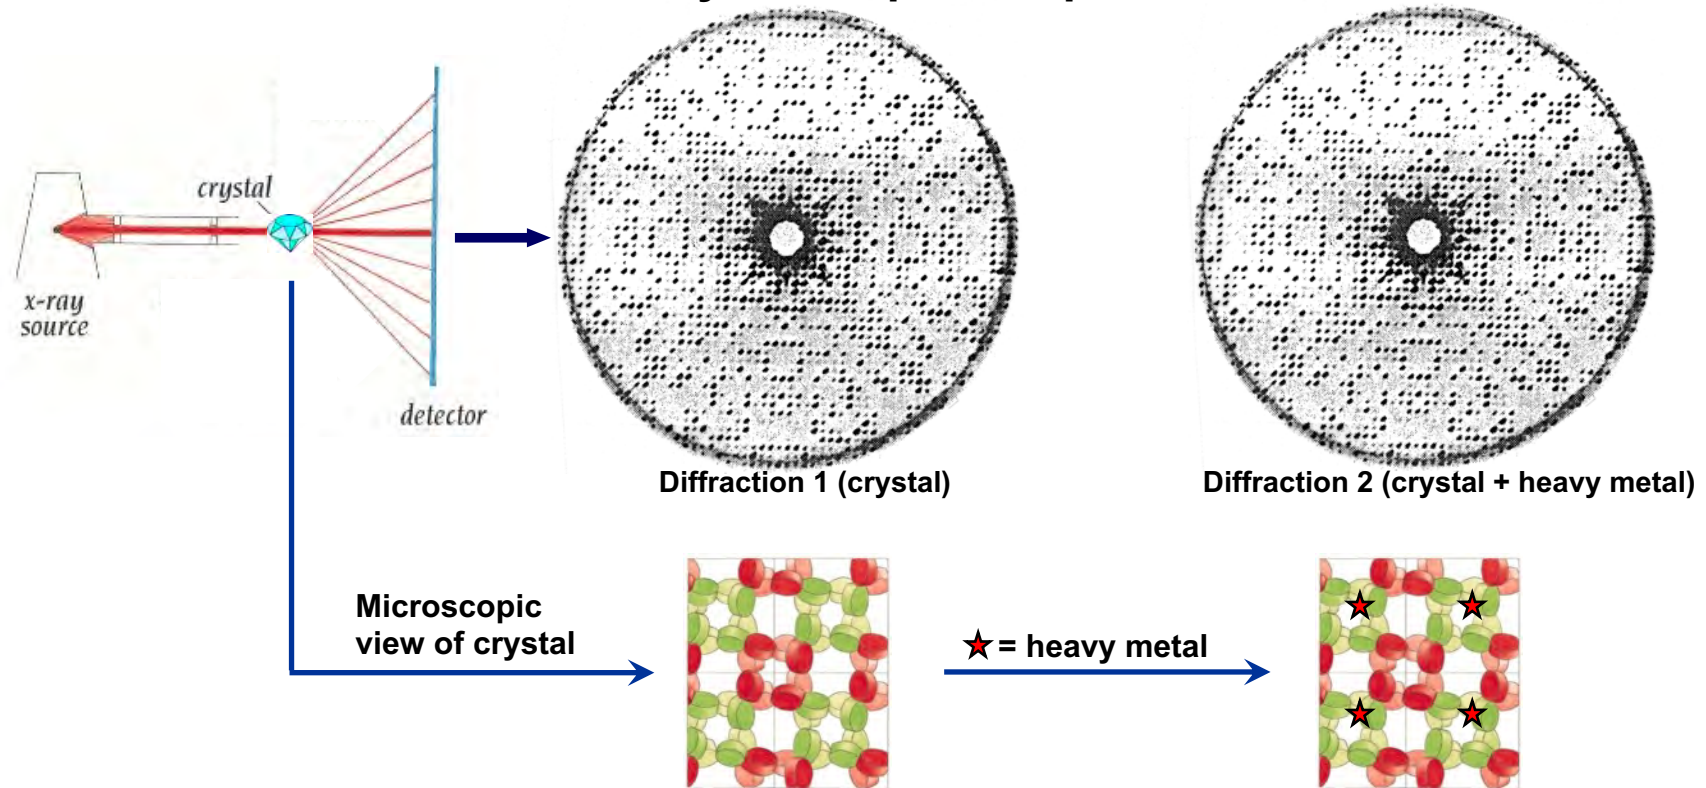 crystal
x-ray
source
detector
Diffraction 1 (crystal)
Diffraction 2 (crystal + heavy metal)
Microscopic
view of crystal
= heavy metal